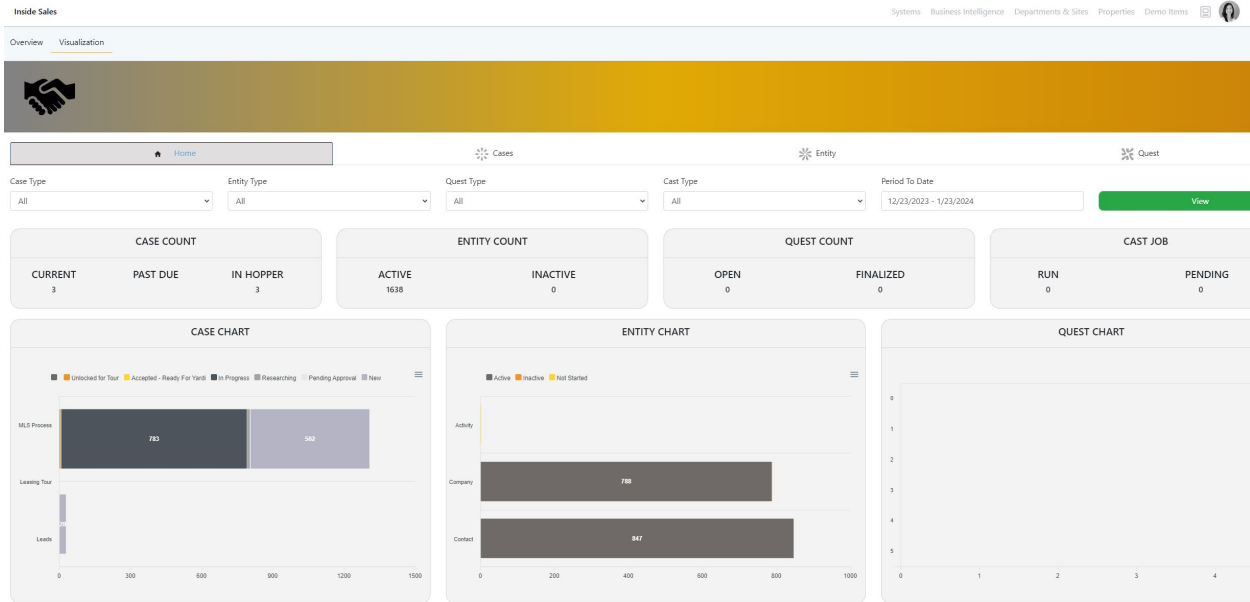 Inside Sales
Systems Business Intelligence Departments & Sites Properties Demo Items
Overview Visualization
Home Cases Entity Quest
Case Type Entity Type Quest Type Cast Type Period To Date
All All All All 12/23/2023 - 1/23/2024 View
CASE COUNT ENTITY COUNT QUEST COUNT CAST JOB
CURRENT PAST DUE IN HOPPER ACTIVE INACTIVE OPEN FINALIZED RUN PENDING
3 3 1638 0 0 0 0 0
CASE CHART
Unlocked for Tour Accepted - Ready For Yardi In Progress Researching Pending Approval New
MLS Process 783 502
Leasing Tour
Leads 28
0 300 600 900 1200 1500
ENTITY CHART
Active Inactive Not Started
Activity
Company 788
Contact 847
0 200 400 600 800 1000
QUEST CHART
0
1
2
3
4
5
0 1 2 3 4